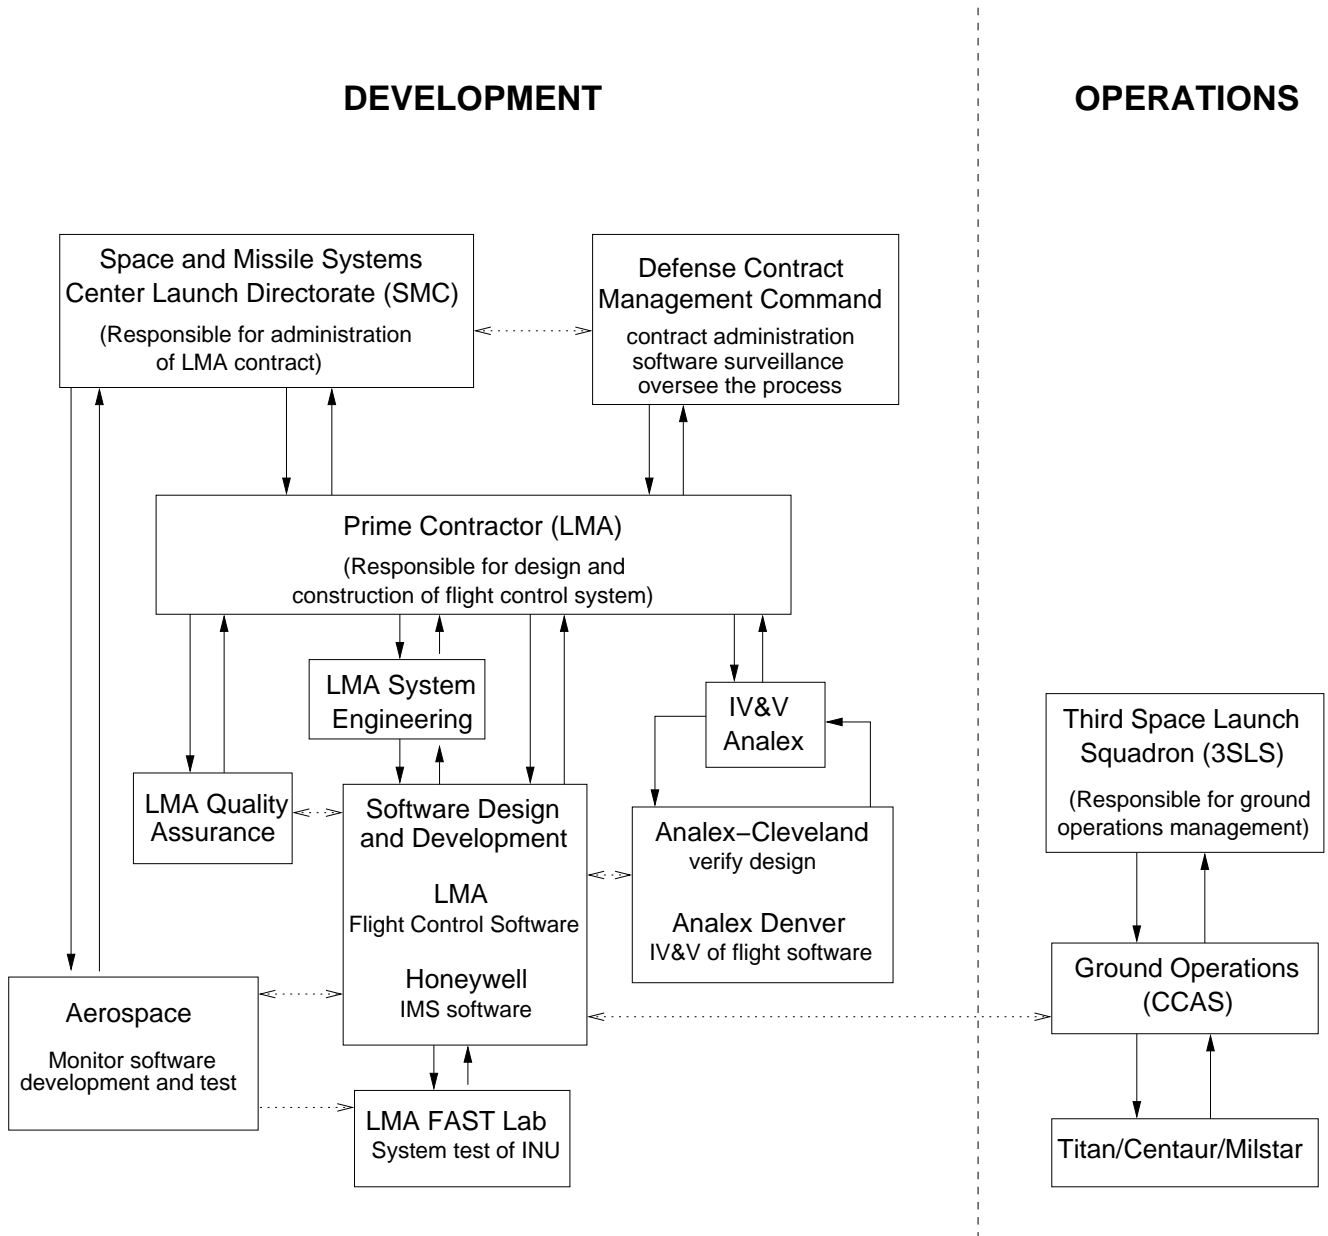 DEVELOPMENT
OPERATIONS
Space and Missile Systems
Center Launch Directorate (SMC)
(Responsible for administration
of LMA contract)
Defense Contract
Management Command
contract administration
software surveillance
oversee the process
Prime Contractor (LMA)
(Responsible for design and
construction of flight control system)
LMA System
Engineering
IV&V
Analex
LMA Quality
Assurance
Software Design
and Development
LMA
Flight Control Software
Honeywell
IMS software
Analex−Cleveland
verify design
Analex Denver
IV&V of flight software
Aerospace
Monitor software
development and test
LMA FAST Lab
System test of INU
Third Space Launch
Squadron (3SLS)
(Responsible for ground
operations management)
Ground Operations
(CCAS)
Titan/Centaur/Milstar